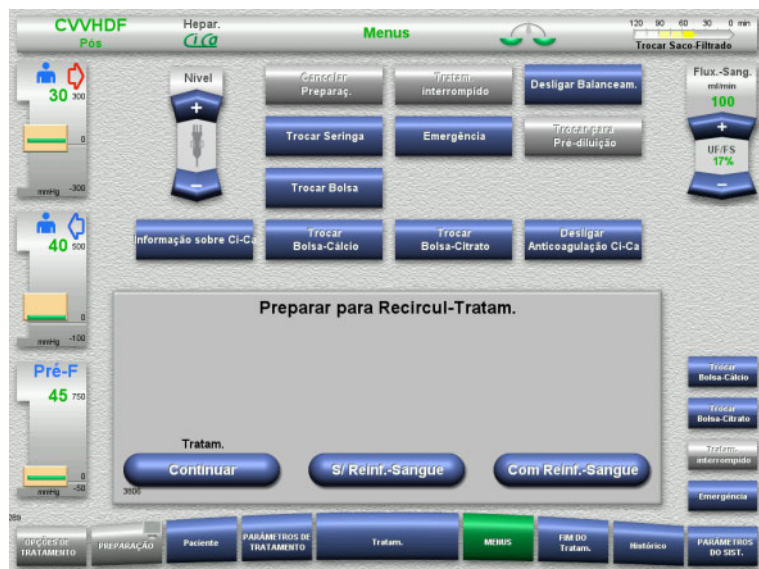 CVVHDF
Pós
Hepar.
Ci Ca
Menus
120 90 60 30 0 min
Trocar Saco-Filtrado
30
300
0
mmHg -300
Nível
Cancelar
Preparaç.
Tratam.
interrompido
Desligar Balanceam.
Flux.-Sang.
ml/min
100
UF/FS
17%
Trocar Seringa
Emergência
Trocar para
Pré-diluição
Trocar Bolsa
40
500
0
mmHg -100
Informação sobre Ci-Ca
Trocar
Bolsa-Cálcio
Trocar
Bolsa-Citrato
Desligar
Anticoagulação Ci-Ca
Preparar para Recircul-Tratam.
Pré-F
45
750
0
mmHg -50
Tratam.
Continuar
S/ Reinf.-Sangue
Com Reinf.-Sangue
3606
Trocar
Bolsa-Cálcio
Trocar
Bolsa-Citrato
Tratam.
interrompido
Emergência
OPÇÕES DE
TRATAMENTO
PREPARAÇÃO
Paciente
PARÂMETROS DE
TRATAMENTO
Tratam.
MENUS
FIM DO
Tratam.
Histórico
PARÂMETROS
DO SIST.